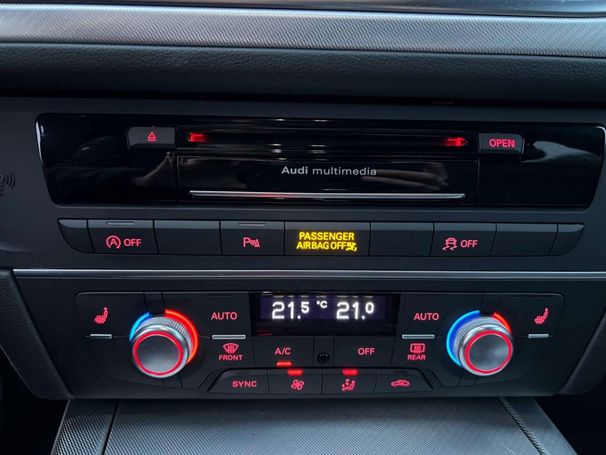 OPEN
Audi multimedia
A OFF
P
PASSENGER
AIRBAG OFF
OFF
AUTO
21.5 °C 21.0
AUTO
FRONT
A/C
OFF
REAR
SYNC